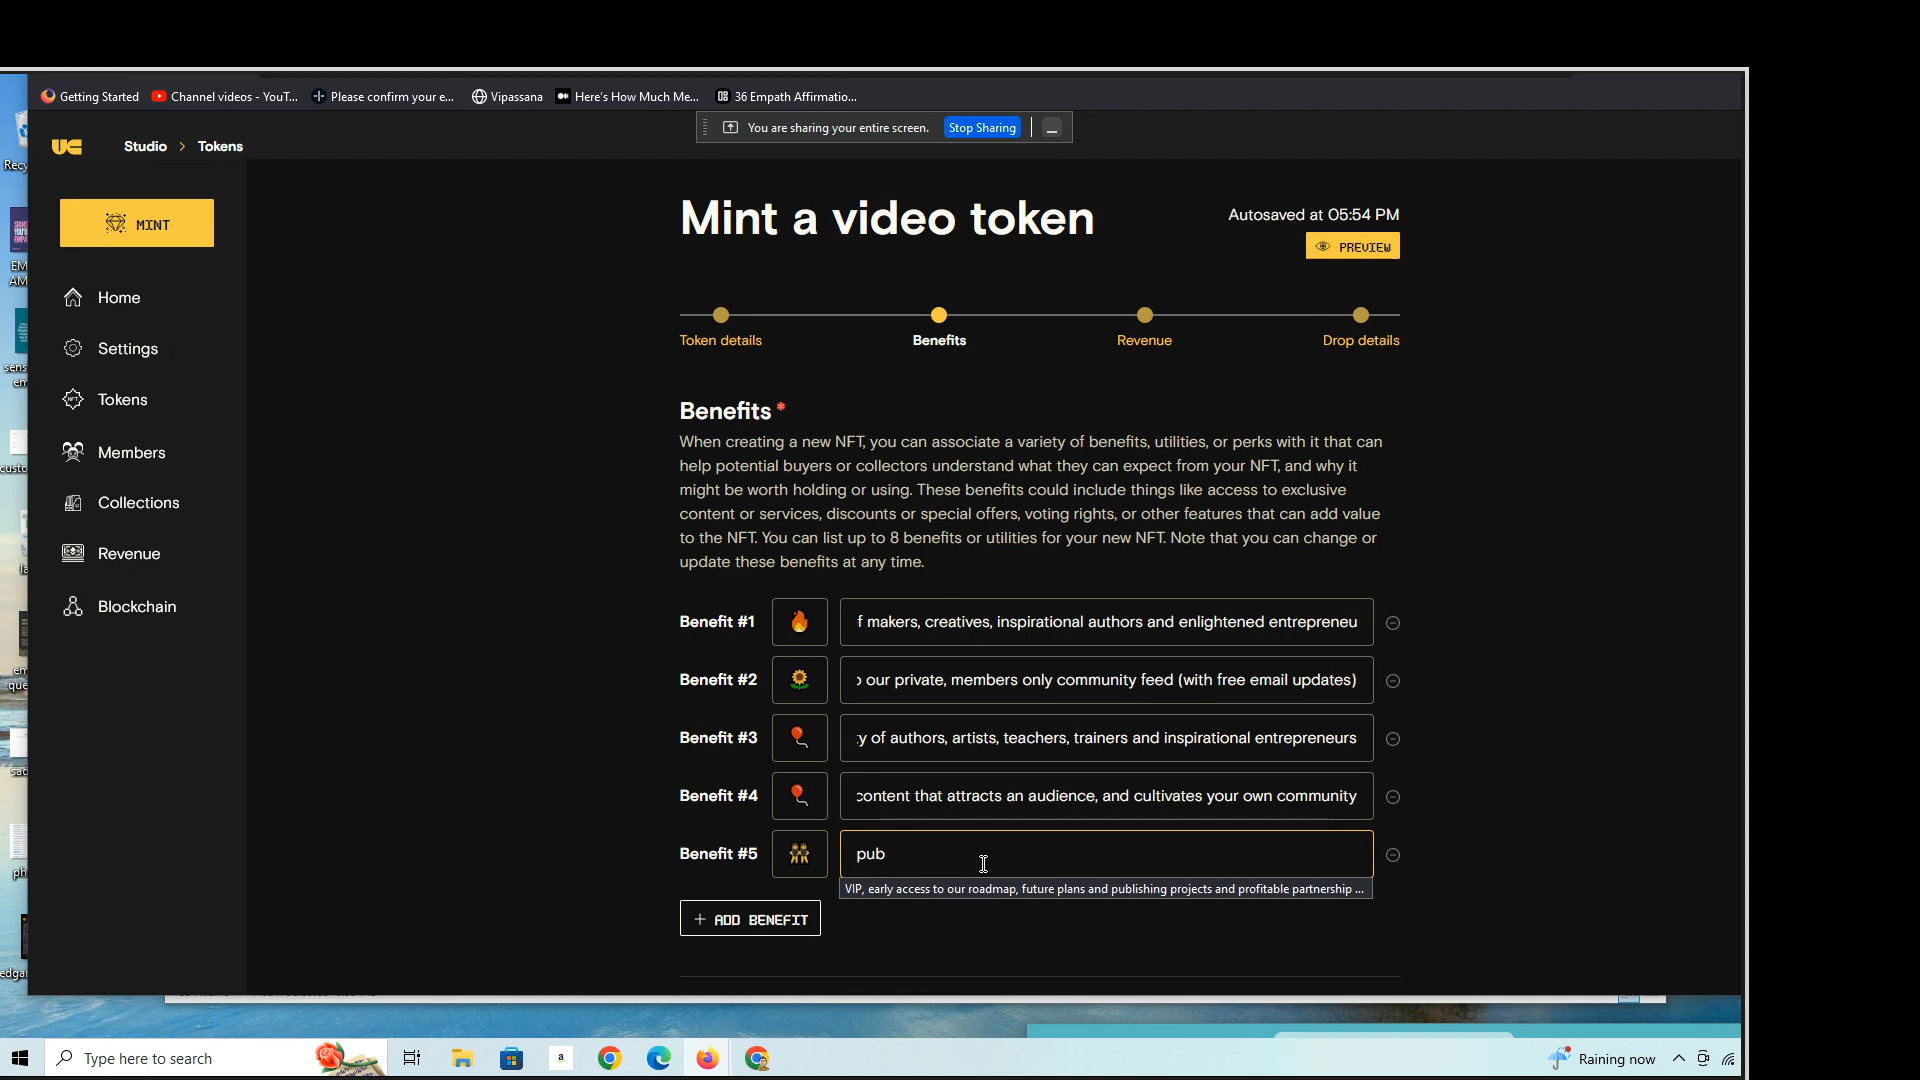 Getting Started
Channel videos - YouT...
Please confirm your e...
Vipassana
Here's How Much Me...
36 Empath Affirmatio...
You are sharing your entire screen.
Stop Sharing
UC
Studio > Tokens
MINT
Home
Settings
Tokens
Members
Collections
Revenue
Blockchain
Mint a video token
Autosaved at 05:54 PM
PREVIEW
Token details
Benefits
Revenue
Drop details
Benefits *
When creating a new NFT, you can associate a variety of benefits, utilities, or perks with it that can
help potential buyers or collectors understand what they can expect from your NFT, and why it
might be worth holding or using. These benefits could include things like access to exclusive
content or services, discounts or special offers, voting rights, or other features that can add value
to the NFT. You can list up to 8 benefits or utilities for your new NFT. Note that you can change or
update these benefits at any time.
Benefit #1
f makers, creatives, inspirational authors and enlightened entrepreneu
Benefit #2
o our private, members only community feed (with free email updates)
Benefit #3
ty of authors, artists, teachers, trainers and inspirational entrepreneurs
Benefit #4
content that attracts an audience, and cultivates your own community
Benefit #5
pub
VIP, early access to our roadmap, future plans and publishing projects and profitable partnership ...
+ ADD BENEFIT
Type here to search
a
Raining now